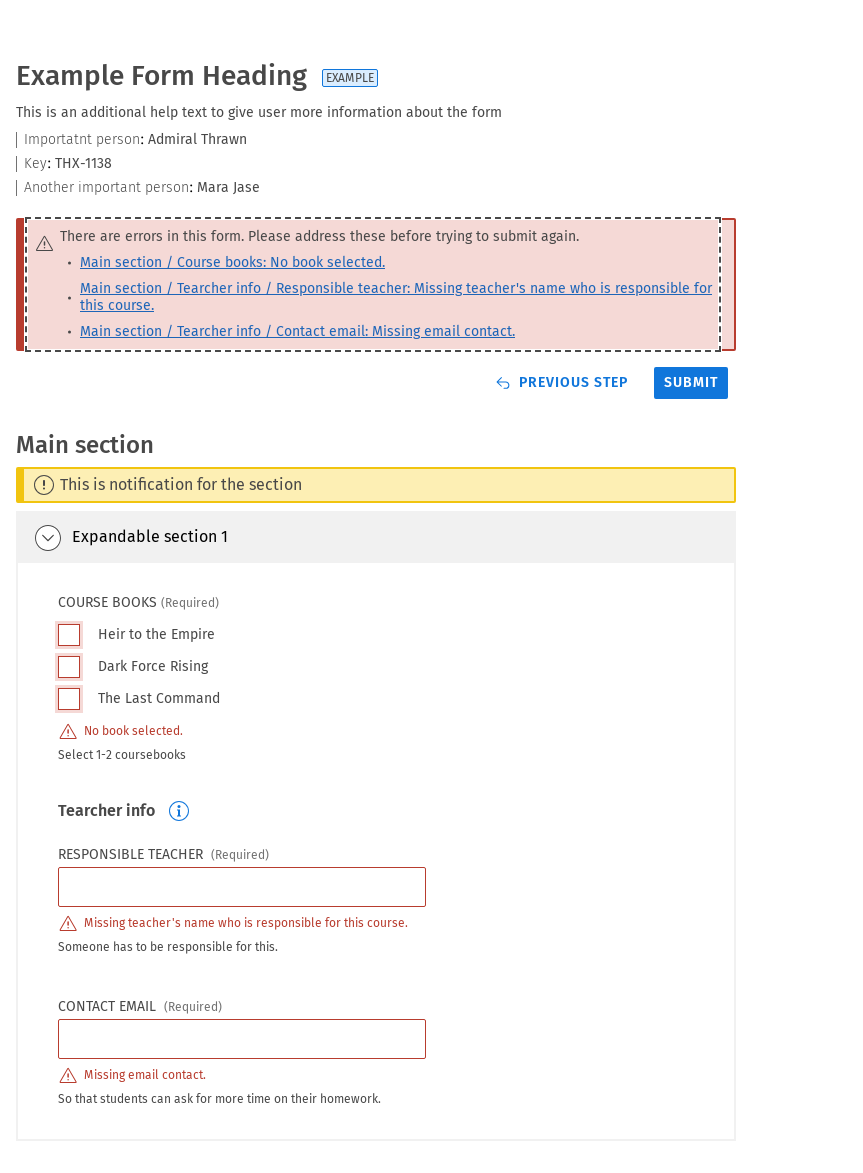 Example Form Heading EXAMPLE
This is an additional help text to give user more information about the form
Importatnt person: Admiral Thrawn
Key: THX-1138
Another important person: Mara Jase
There are errors in this form. Please address these before trying to submit again.
• Main section / Course books: No book selected.
• Main section / Tearcher info / Responsible teacher: Missing teacher's name who is responsible for
this course.
• Main section / Tearcher info / Contact email: Missing email contact.
PREVIOUS STEP SUBMIT
Main section
This is notification for the section
Expandable section 1
COURSE BOOKS (Required)
Heir to the Empire
Dark Force Rising
The Last Command
No book selected.
Select 1-2 coursebooks
Tearcher info
RESPONSIBLE TEACHER (Required)
Missing teacher's name who is responsible for this course.
Someone has to be responsible for this.
CONTACT EMAIL (Required)
Missing email contact.
So that students can ask for more time on their homework.